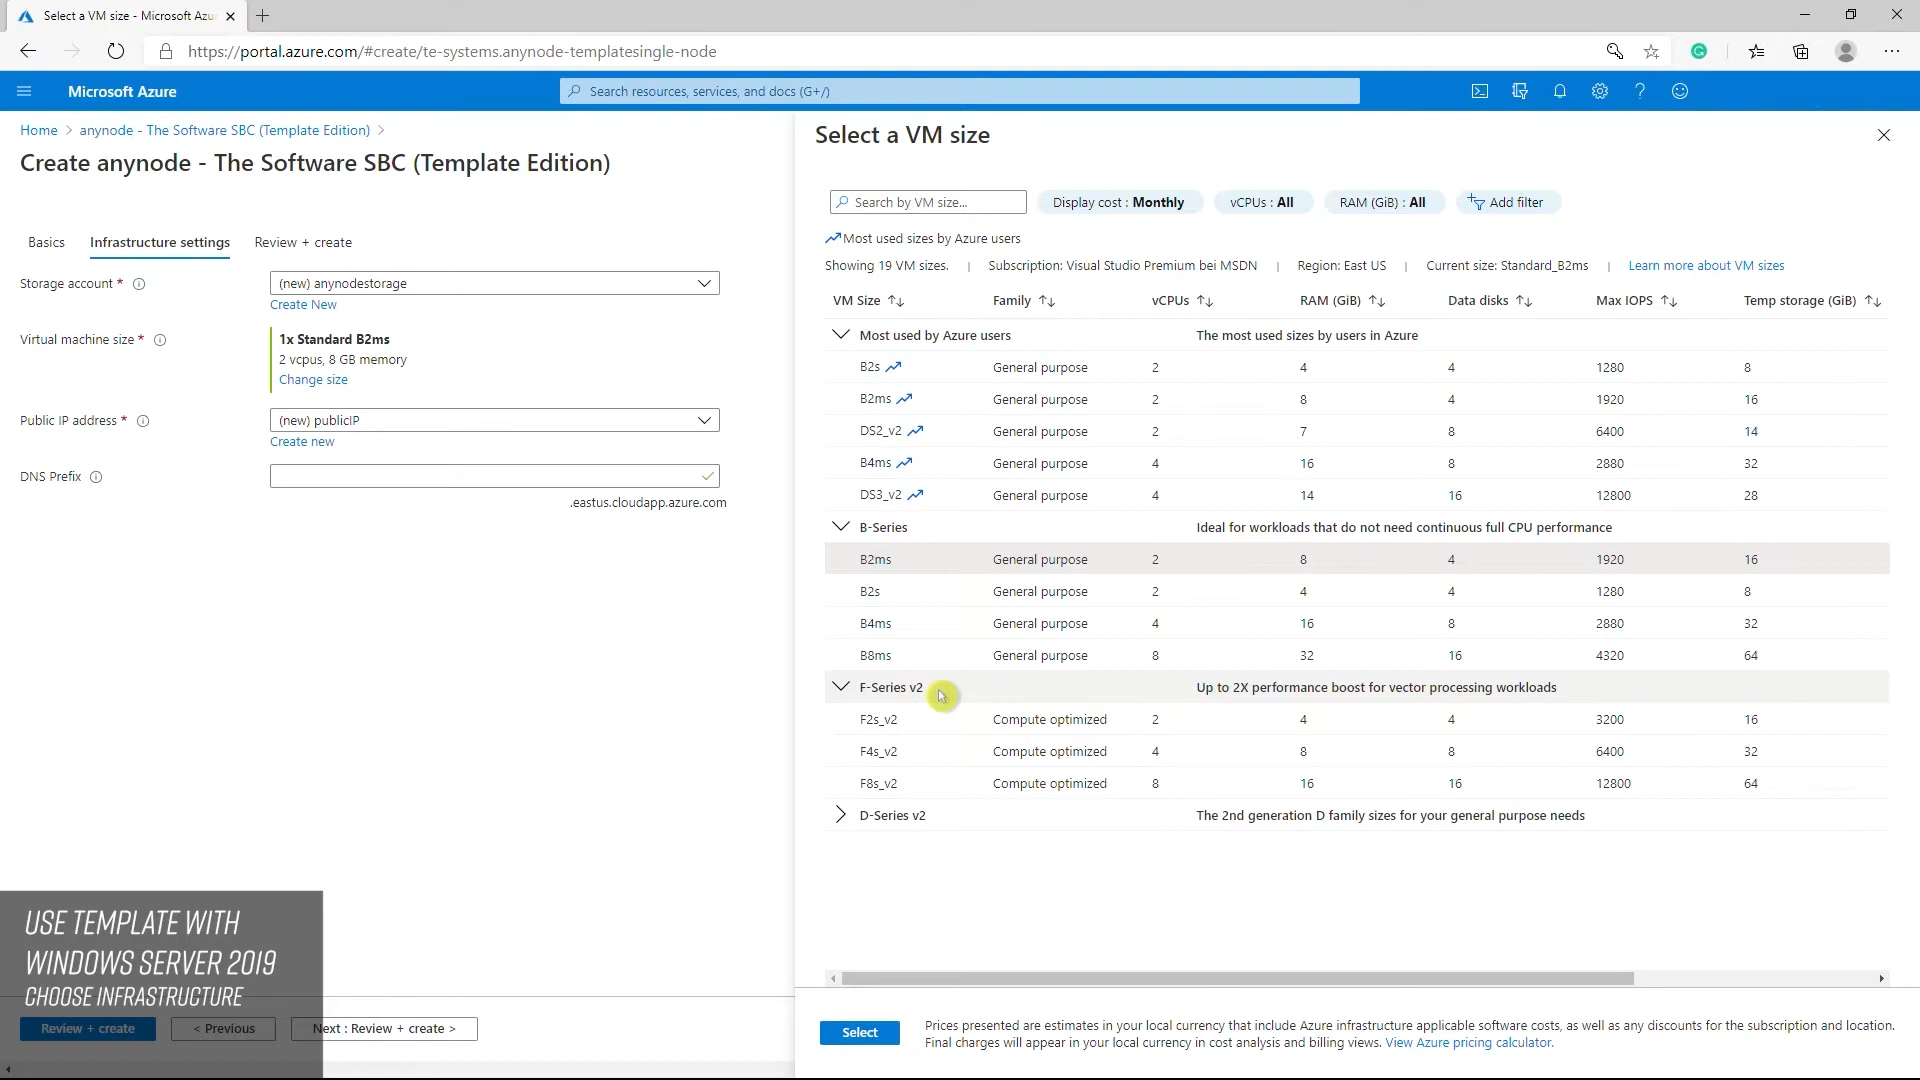 Select a VM size - Microsoft Azu
https://portal.azure.com/#create/te-systems.anynode-templatesingle-node
Microsoft Azure
Search resources, services, and docs (G+/)
Home > anynode - The Software SBC (Template Edition) >
Create anynode - The Software SBC (Template Edition)
Basics
Infrastructure settings
Review + create
Storage account *
(new) anynodestorage
Create New
Virtual machine size *
1x Standard B2ms
2 vcpus, 8 GB memory
Change size
Public IP address *
(new) publicIP
Create new
DNS Prefix
.eastus.cloudapp.azure.com
USE TEMPLATE WITH
WINDOWS SERVER 2019
CHOOSE INFRASTRUCTURE
Review + create
< Previous
Next : Review + create >
Select a VM size
Search by VM size...
Display cost : Monthly
vCPUs : All
RAM (GiB) : All
Add filter
Most used sizes by Azure users
Showing 19 VM sizes. | Subscription: Visual Studio Premium bei MSDN | Region: East US | Current size: Standard_B2ms | Learn more about VM sizes
VM Size Family vCPUs RAM (GiB) Data disks Max IOPS Temp storage (GiB)
Most used by Azure users The most used sizes by users in Azure
B2s General purpose 2 4 4 1280 8
B2ms General purpose 2 8 4 1920 16
DS2_v2 General purpose 2 7 8 6400 14
B4ms General purpose 4 16 8 2880 32
DS3_v2 General purpose 4 14 16 12800 28
B-Series Ideal for workloads that do not need continuous full CPU performance
B2ms General purpose 2 8 4 1920 16
B2s General purpose 2 4 4 1280 8
B4ms General purpose 4 16 8 2880 32
B8ms General purpose 8 32 16 4320 64
F-Series v2 Up to 2X performance boost for vector processing workloads
F2s_v2 Compute optimized 2 4 4 3200 16
F4s_v2 Compute optimized 4 8 8 6400 32
F8s_v2 Compute optimized 8 16 16 12800 64
D-Series v2 The 2nd generation D family sizes for your general purpose needs
Select
Prices presented are estimates in your local currency that include Azure infrastructure applicable software costs, as well as any discounts for the subscription and location.
Final charges will appear in your local currency in cost analysis and billing views. View Azure pricing calculator.